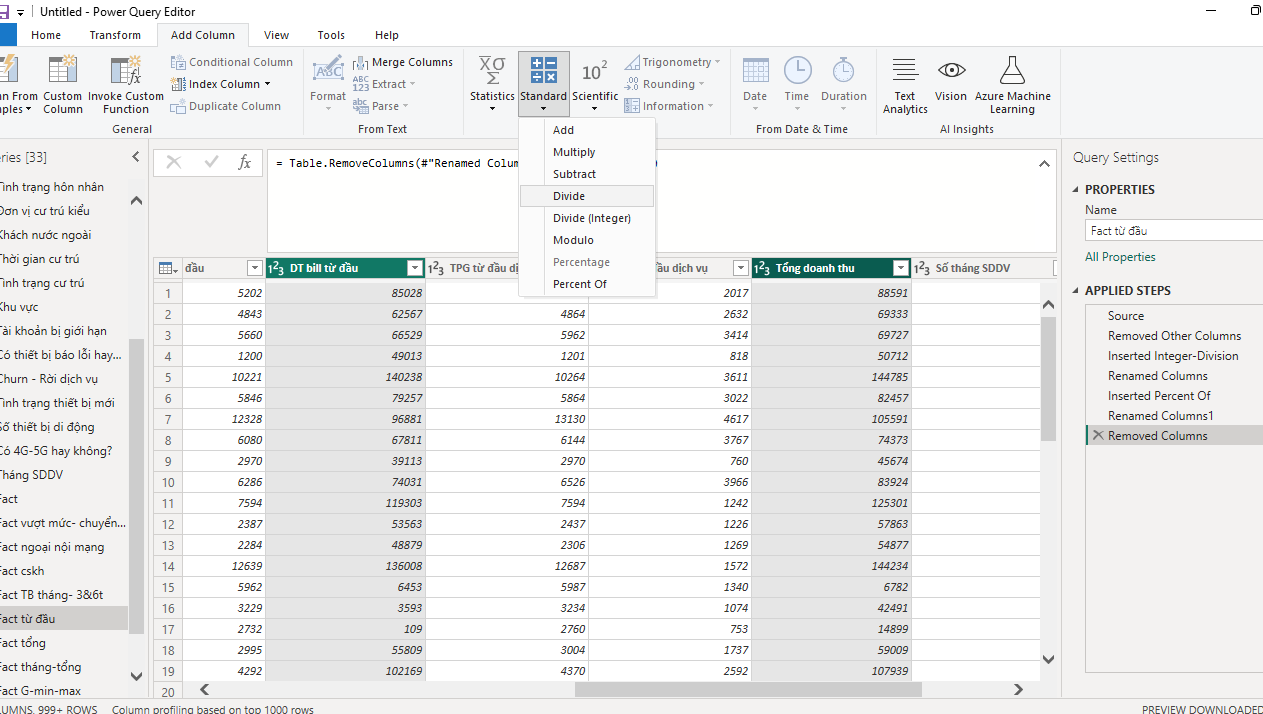 Untitled - Power Query Editor
Home Transform Add Column View Tools Help
n From Custom Invoke Custom
ples Column Function
Conditional Column
Index Column
Duplicate Column
General
Format
Merge Columns
Extract
Parse
From Text
Statistics Standard Scientific
Trigonometry
Rounding
Information
Date Time Duration
From Date & Time
Text Analytics
Vision
Azure Machine Learning
AI Insights
Add
Multiply
Subtract
Divide
Divide (Integer)
Modulo
Percentage
Percent Of
eries [33]
Tình trạng hôn nhân
Đơn vị cư trú kiểu
Khách nước ngoài
Thời gian cư trú
Tình trạng cư trú
Khu vực
Tài khoản bị giới hạn
Có thiết bị báo lỗi hay...
Churn - Rời dịch vụ
Tình trạng thiết bị mới
Số thiết bị di động
Có 4G-5G hay không?
Tháng SDDV
Fact
Fact vượt mức- chuyển...
Fact ngoại nội mạng
Fact cskh
Fact TB tháng- 3&6t
Fact từ đầu
Fact tổng
Fact tháng-tổng
Fact G-min-max
fx
= Table.RemoveColumns(#"Renamed Colum
đầu 1²3 DT bill từ đầu 1²3 TPG từ đầu dị ầu dịch vụ 1²3 Tổng doanh thu 1²3 Số tháng SDDV
1 5202 85028 2017 88591
2 4843 62567 4864 2632 69333
3 5660 66529 5962 3414 69727
4 1200 49013 1201 818 50712
5 10221 140238 10264 3611 144785
6 5846 79257 5864 3022 82457
7 12328 96881 13130 4617 105591
8 6080 67811 6144 3767 74373
9 2970 39113 2970 760 45674
10 6286 74031 6526 3966 83924
11 7594 119303 7594 1242 125301
12 2387 53563 2437 1226 57863
13 2284 48879 2306 1269 54877
14 12639 136008 12687 1572 144234
15 5962 6453 5987 1340 6782
16 3229 3593 3234 1074 42491
17 2732 109 2760 753 14899
18 2995 55809 3004 1737 59009
19 4292 102169 4370 2592 107939
20
Query Settings
PROPERTIES
Name
Fact từ đầu
All Properties
APPLIED STEPS
Source
Removed Other Columns
Inserted Integer-Division
Renamed Columns
Inserted Percent Of
Renamed Columns1
Removed Columns
LUMNS, 999+ ROWS Column profiling based on top 1000 rows
PREVIEW DOWNLOADED